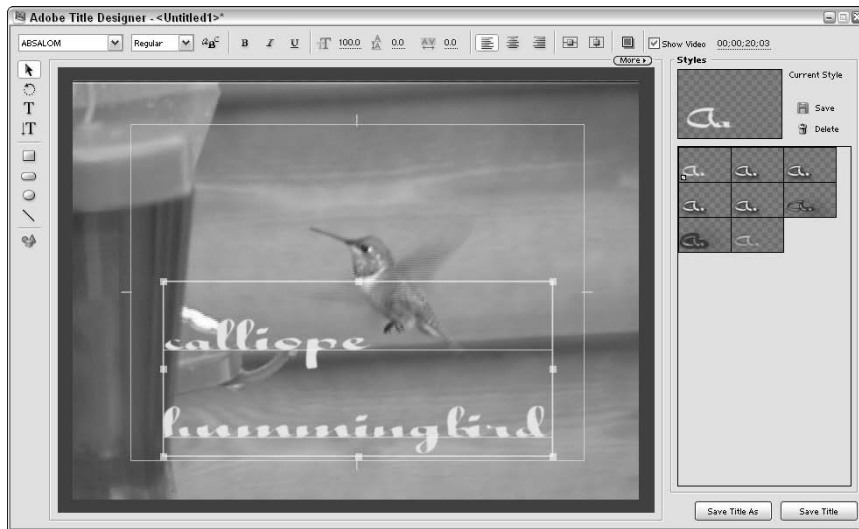 Adobe Title Designer - <Untitled1>*
ABSALOM Regular B I U 100.0 0.0 0.0 Show Video 00;00;20;03
More
Styles
Current Style
a.
Save
Delete
T
IT
a. a. a.
a. a. a.
a. a.
calliope
hummingbird
Save Title As Save Title